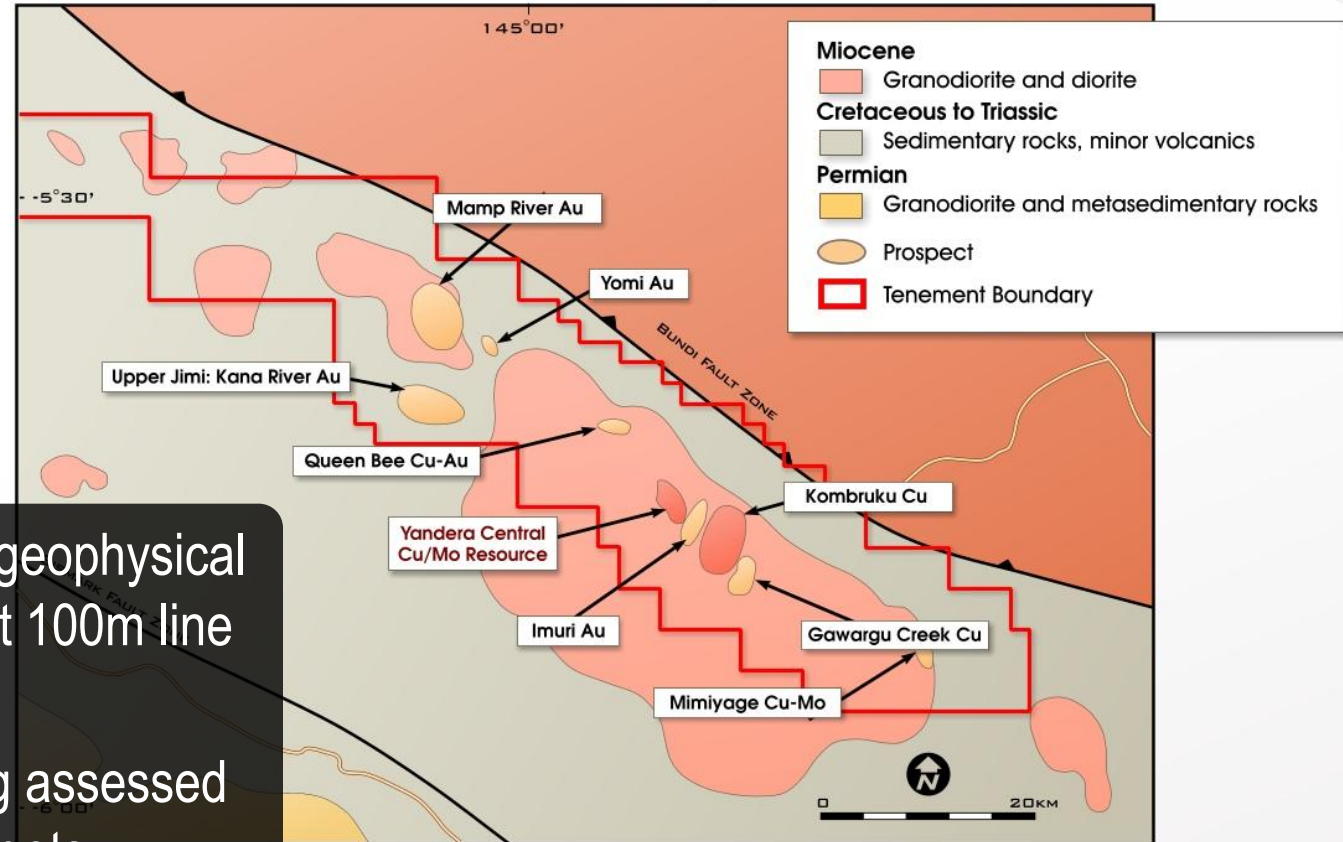 145°00'
Miocene
Granodiorite and diorite
Cretaceous to Triassic
Sedimentary rocks, minor volcanics
Permian
Granodiorite and metasedimentary rocks
Prospect
Tenement Boundary
-5°30'
Mamp River Au
Yomi Au
BUNDI FAULT ZONE
Upper Jimi: Kana River Au
Queen Bee Cu-Au
Kombruku Cu
Yandera Central
Cu/Mo Resource
Imuri Au
Gawargu Creek Cu
Mimiyage Cu-Mo
geophysical
t 100m line
FAULT
g assessed
-6°00'
N
0 20KM